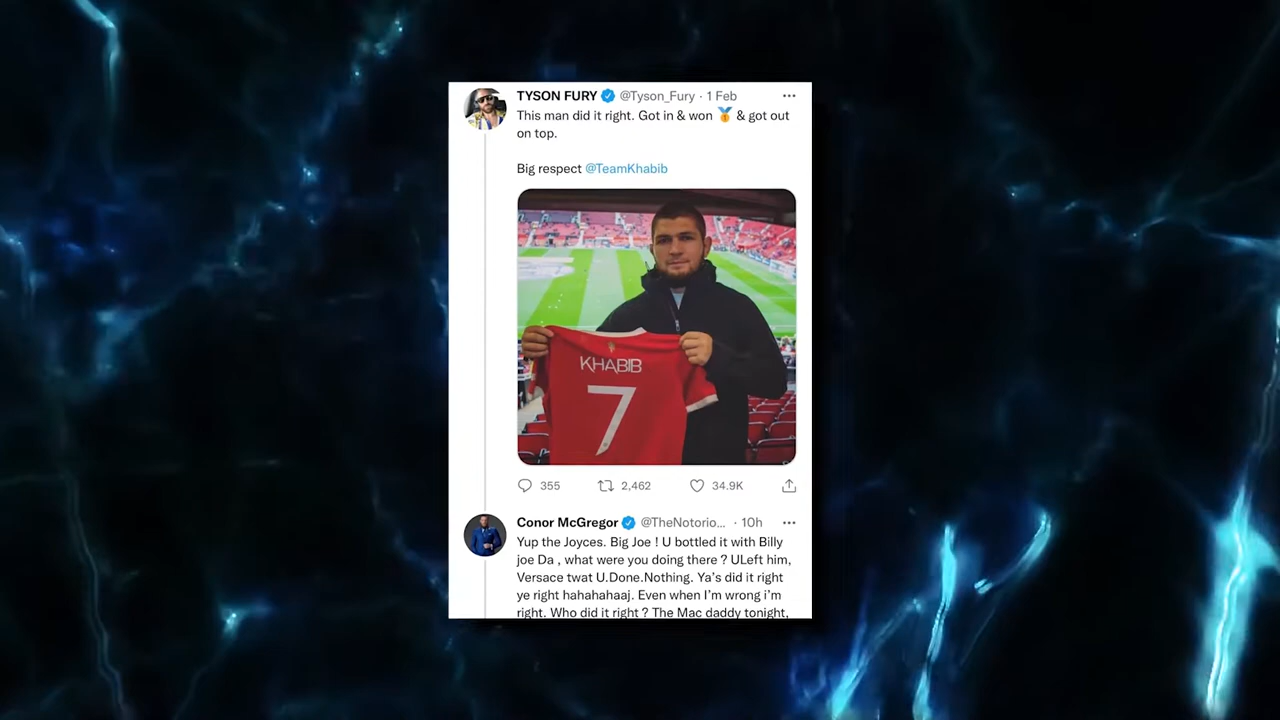 TYSON FURY @Tyson_Fury · 1 Feb
This man did it right. Got in & won 🥇 & got out
on top.
Big respect @TeamKhabib
KHABIB
7
355 2,462 34.9K
Conor McGregor @TheNotorio... · 10h
Yup the Joyces. Big Joe ! U bottled it with Billy
joe Da , what were you doing there ? ULeft him,
Versace twat U.Done.Nothing. Ya’s did it right
ye right hahahahaaj. Even when I’m wrong i’m
right. Who did it right ? The Mac daddy tonight,